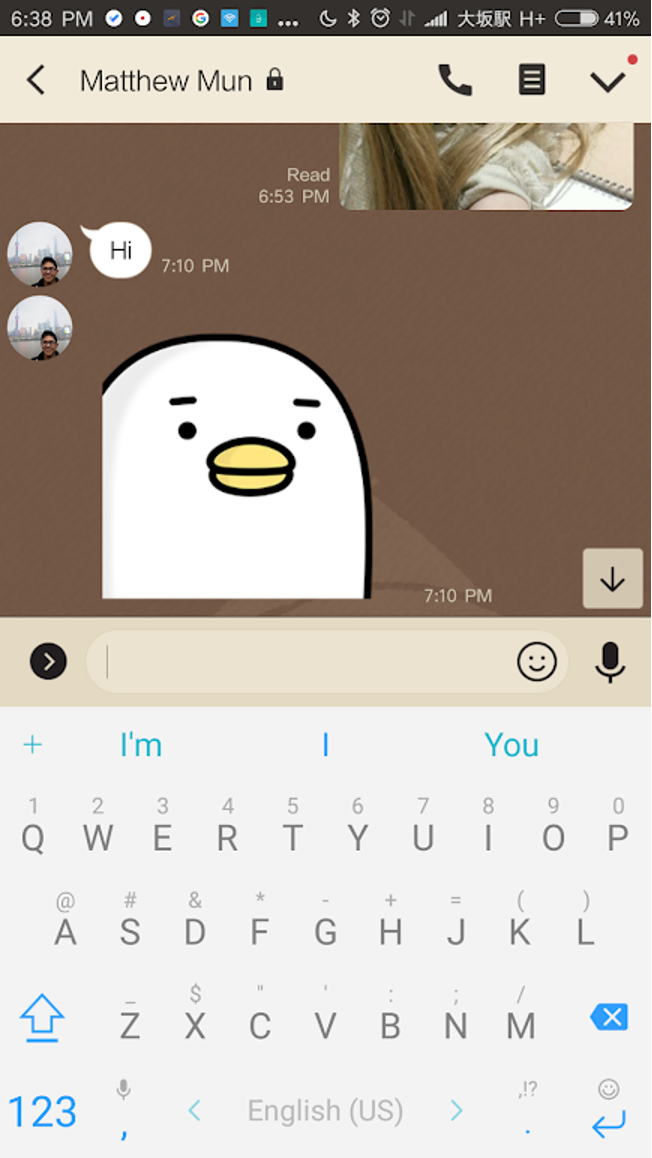 6:38 PM ... 大坂駅 H+ 41%
Matthew Mun
Read
6:53 PM
Hi
7:10 PM
7:10 PM
+ I'm I You
1 2 3 4 5 6 7 8 9 0
Q W E R T Y U I O P
@ # & * - + = ( )
A S D F G H J K L
_ $ " ' : ; /
Z X C V B N M
,!?
123 , < English (US) > .